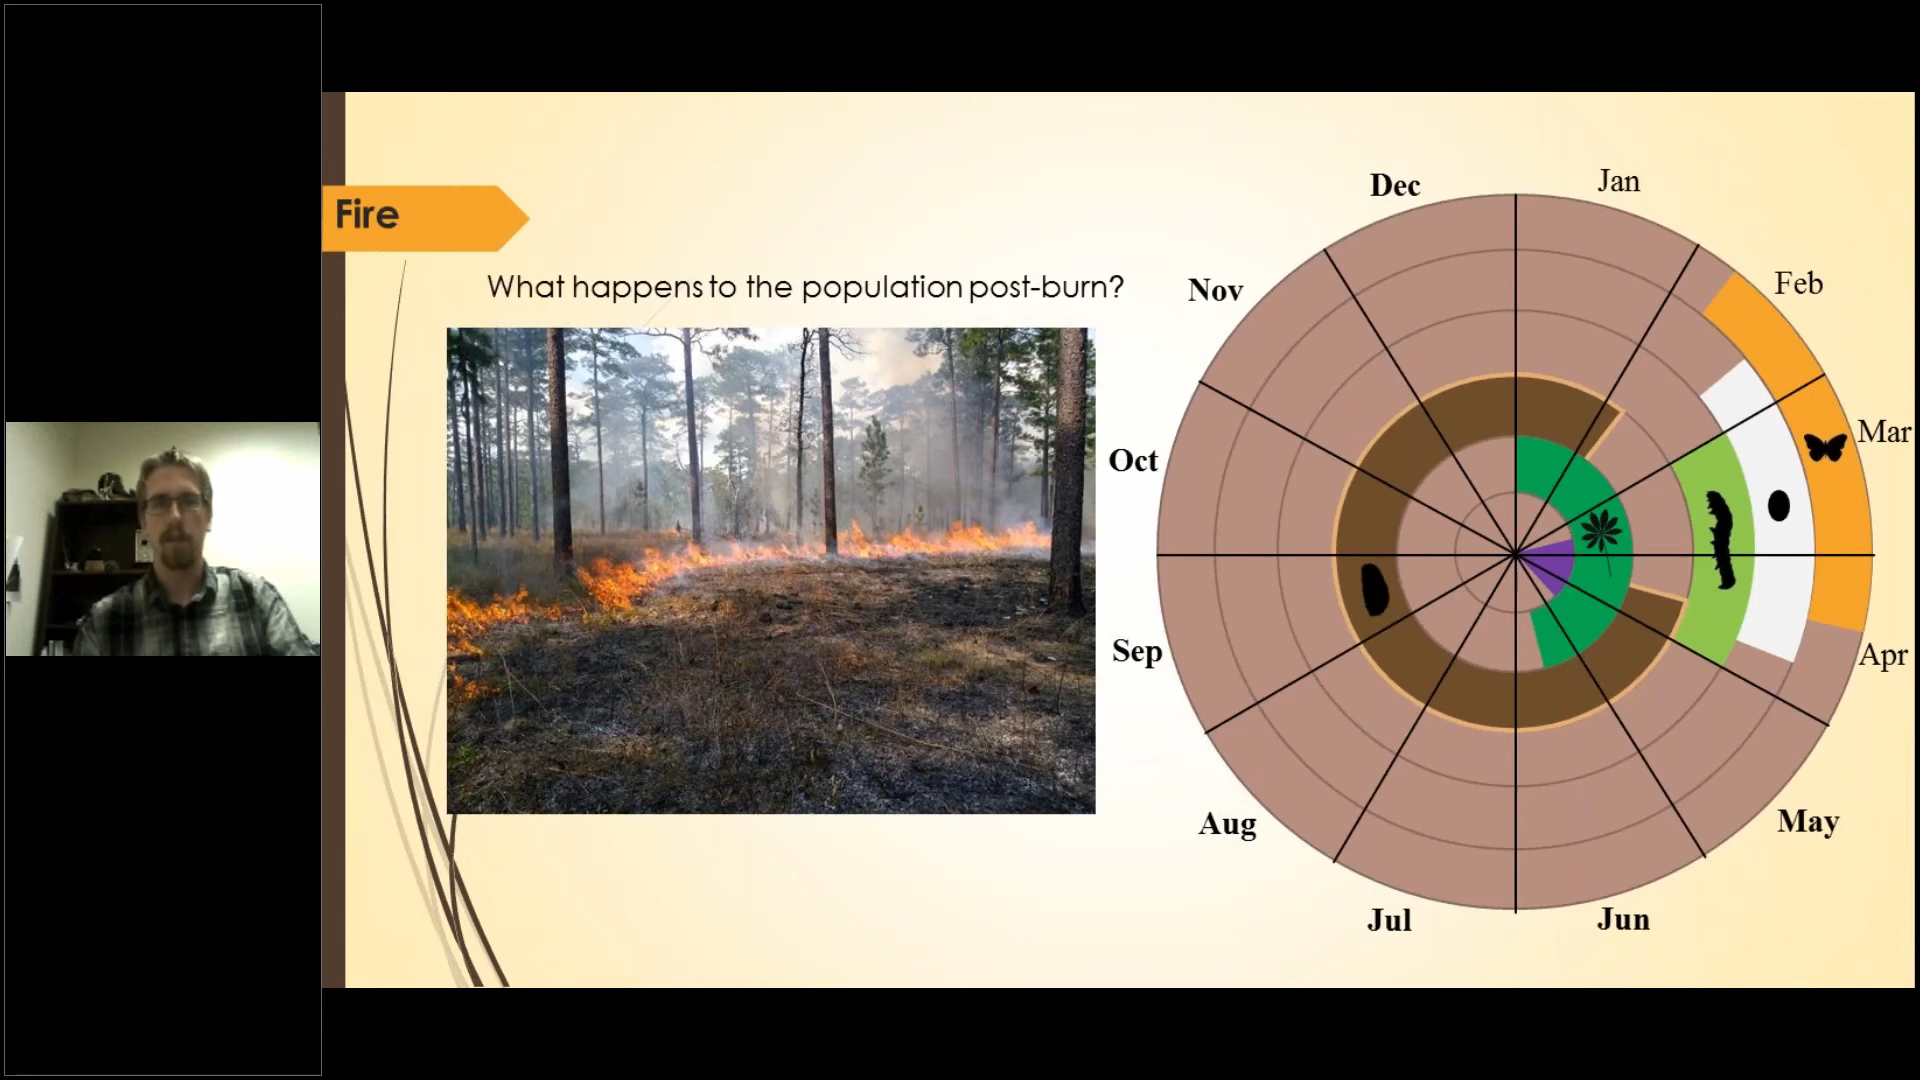 Fire
What happens to the population post-burn?
Dec
Jan
Nov
Feb
Mar
Oct
Sep
Apr
Aug
May
Jul
Jun